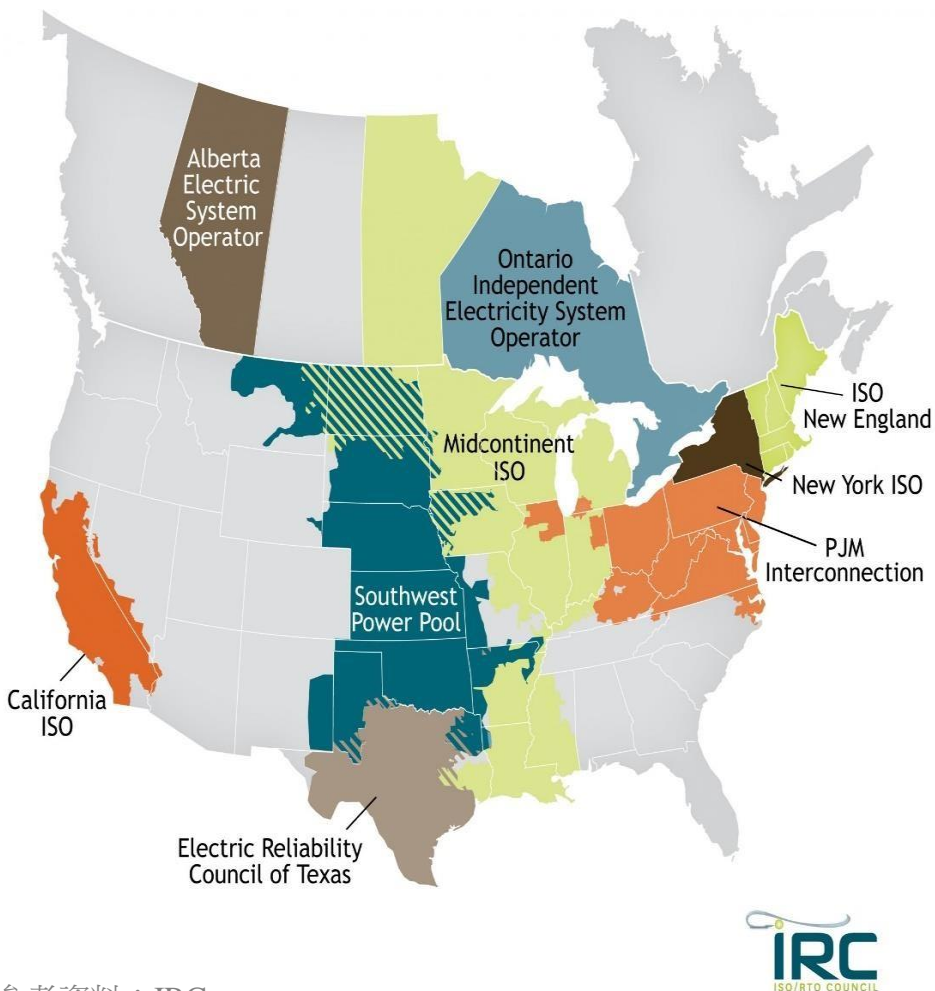 Alberta
Electric
System
Operator
Ontario
Independent
Electricity System
Operator
ISO
New England
Midcontinent
ISO
New York ISO
PJM
Interconnection
Southwest
Power Pool
California
ISO
Electric Reliability
Council of Texas
IRC
ISO/RTO COUNCIL